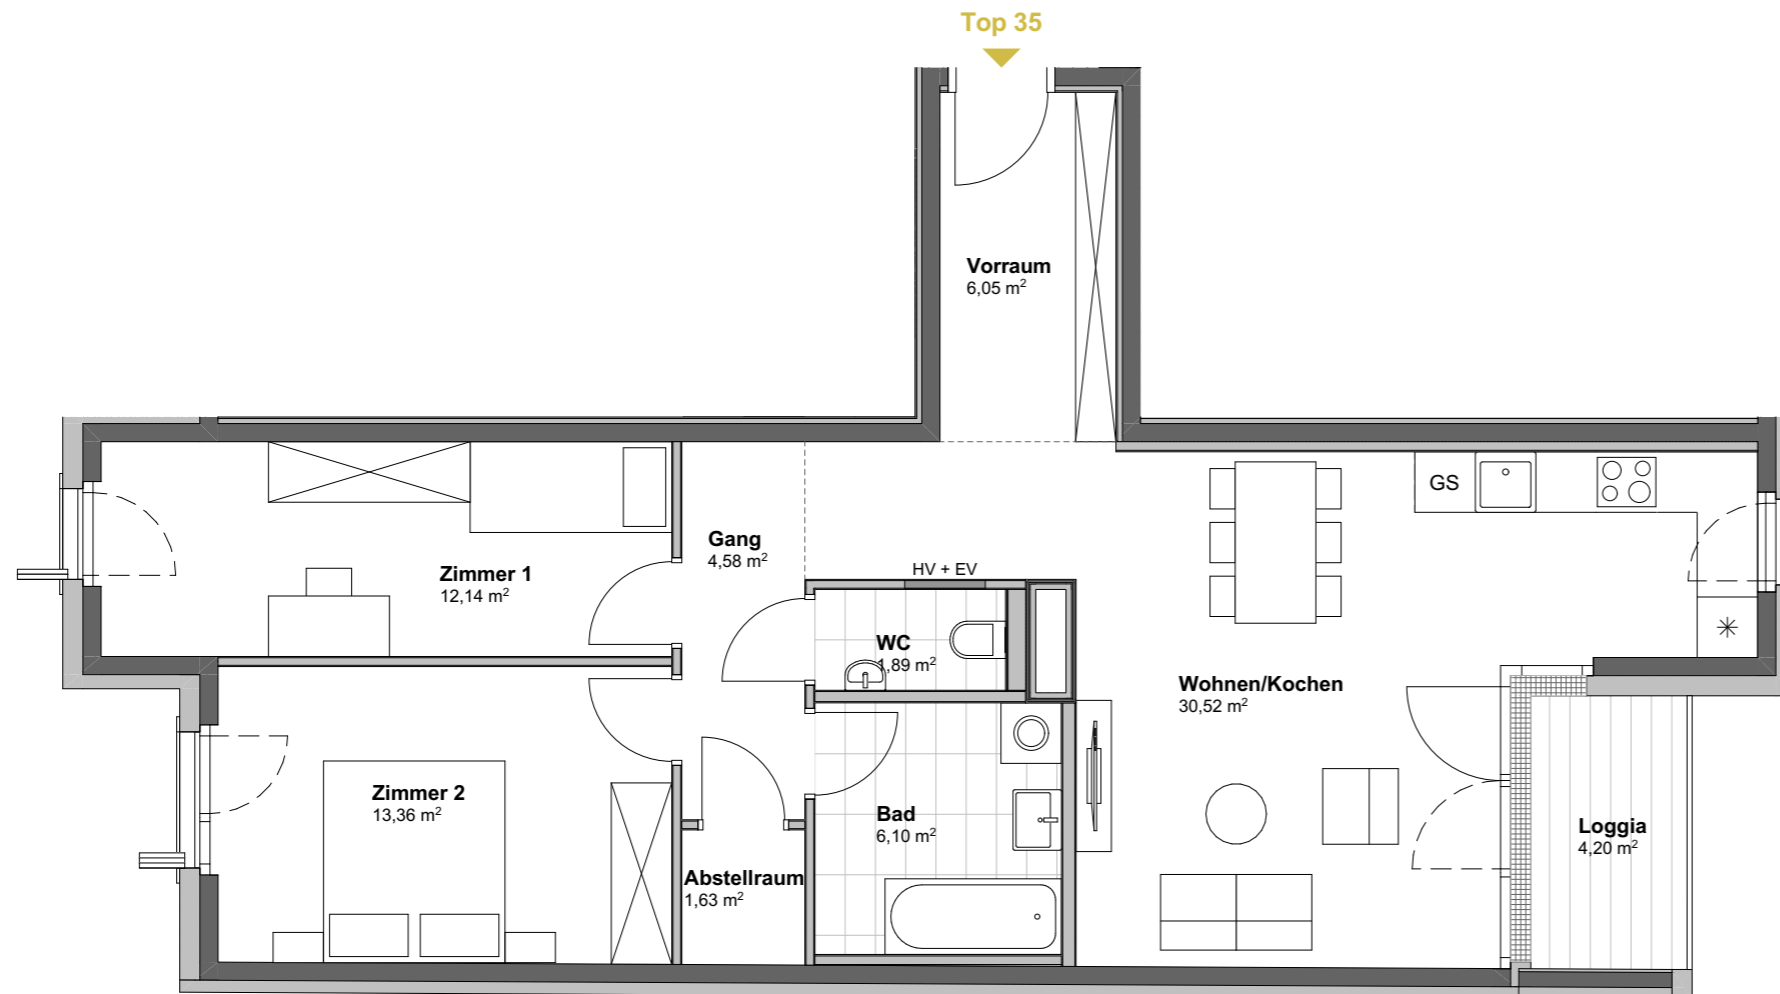 Top 35
Vorraum
6,05 m²
GS
Gang
4,58 m²
HV + EV
Zimmer 1
12,14 m²
WC
1,89 m²
Wohnen/Kochen
30,52 m²
Zimmer 2
13,36 m²
Bad
6,10 m²
Loggia
4,20 m²
Abstellraum
1,63 m²